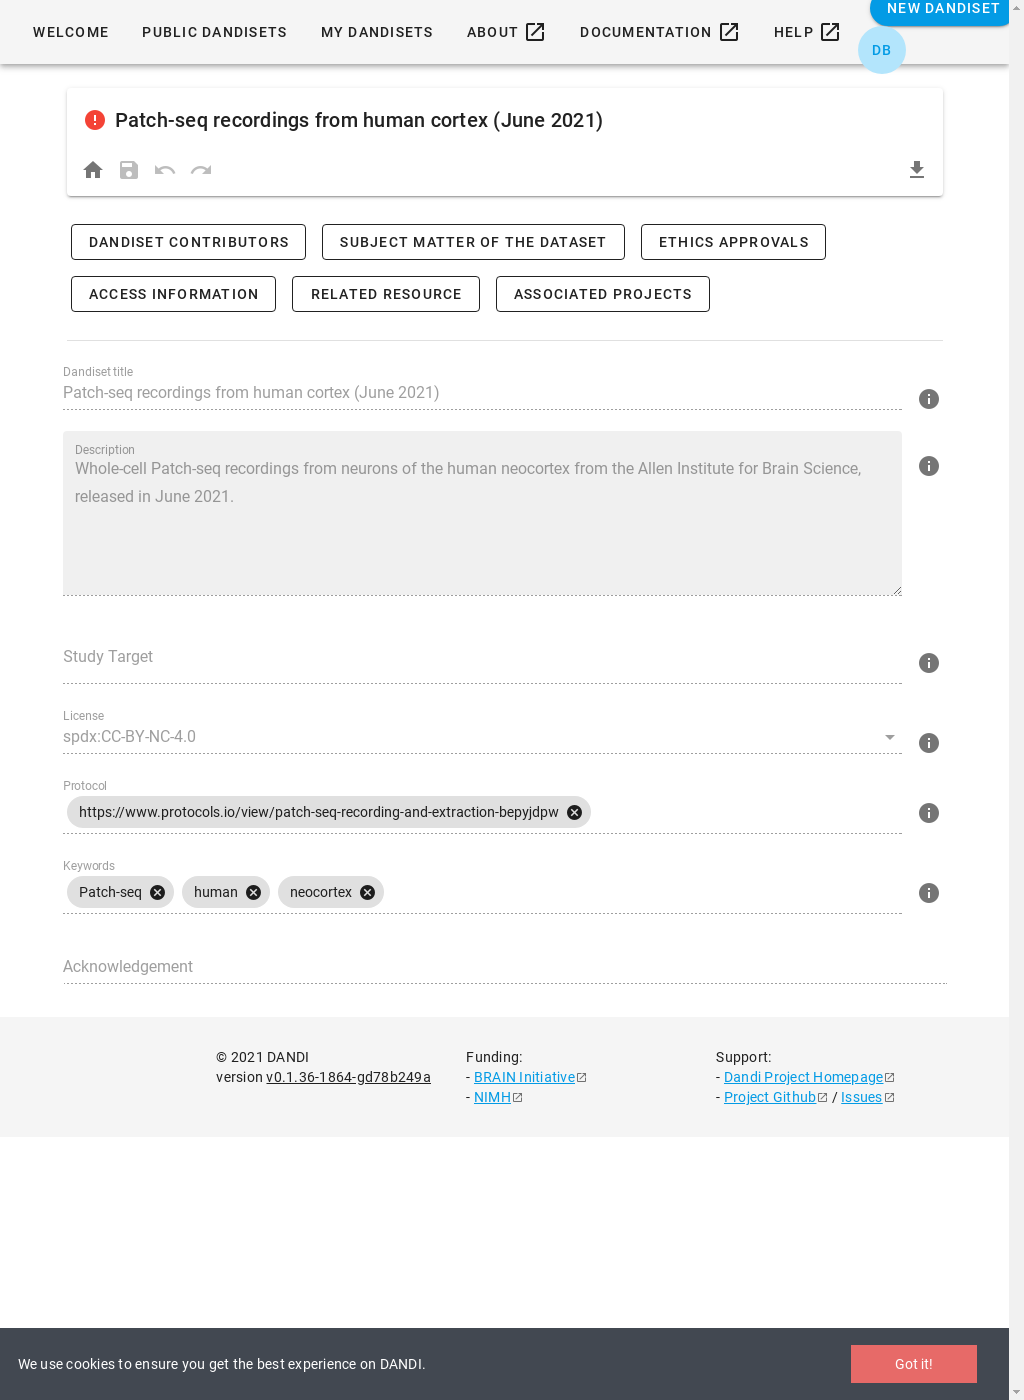 WELCOME PUBLIC DANDISETS MY DANDISETS ABOUT DOCUMENTATION HELP NEW DANDISET
DB
Patch-seq recordings from human cortex (June 2021)
DANDISET CONTRIBUTORS SUBJECT MATTER OF THE DATASET ETHICS APPROVALS
ACCESS INFORMATION RELATED RESOURCE ASSOCIATED PROJECTS
Dandiset title
Patch-seq recordings from human cortex (June 2021)
Description
Whole-cell Patch-seq recordings from neurons of the human neocortex from the Allen Institute for Brain Science,
released in June 2021.
Study Target
License
spdx:CC-BY-NC-4.0
Protocol
https://www.protocols.io/view/patch-seq-recording-and-extraction-bepyjdpw
Keywords
Patch-seq human neocortex
Acknowledgement
© 2021 DANDI
version v0.1.36-1864-gd78b249a
Funding:
- BRAIN Initiative
- NIMH
Support:
- Dandi Project Homepage
- Project Github / Issues
We use cookies to ensure you get the best experience on DANDI. Got it!